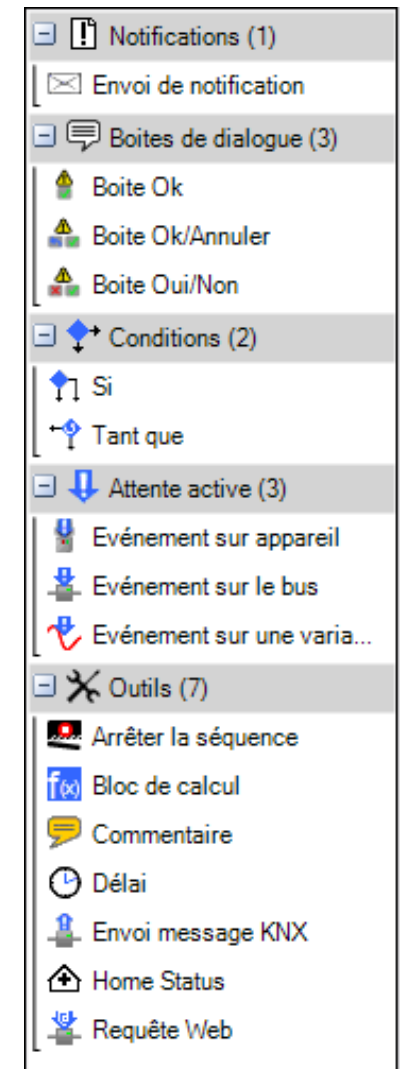 Notifications (1)
Envoi de notification
Boites de dialogue (3)
Boite Ok
Boite Ok/Annuler
Boite Oui/Non
Conditions (2)
Si
Tant que
Attente active (3)
Evénement sur appareil
Evénement sur le bus
Evénement sur une varia...
Outils (7)
Arrêter la séquence
f(x) Bloc de calcul
Commentaire
Délai
Envoi message KNX
Home Status
Requête Web